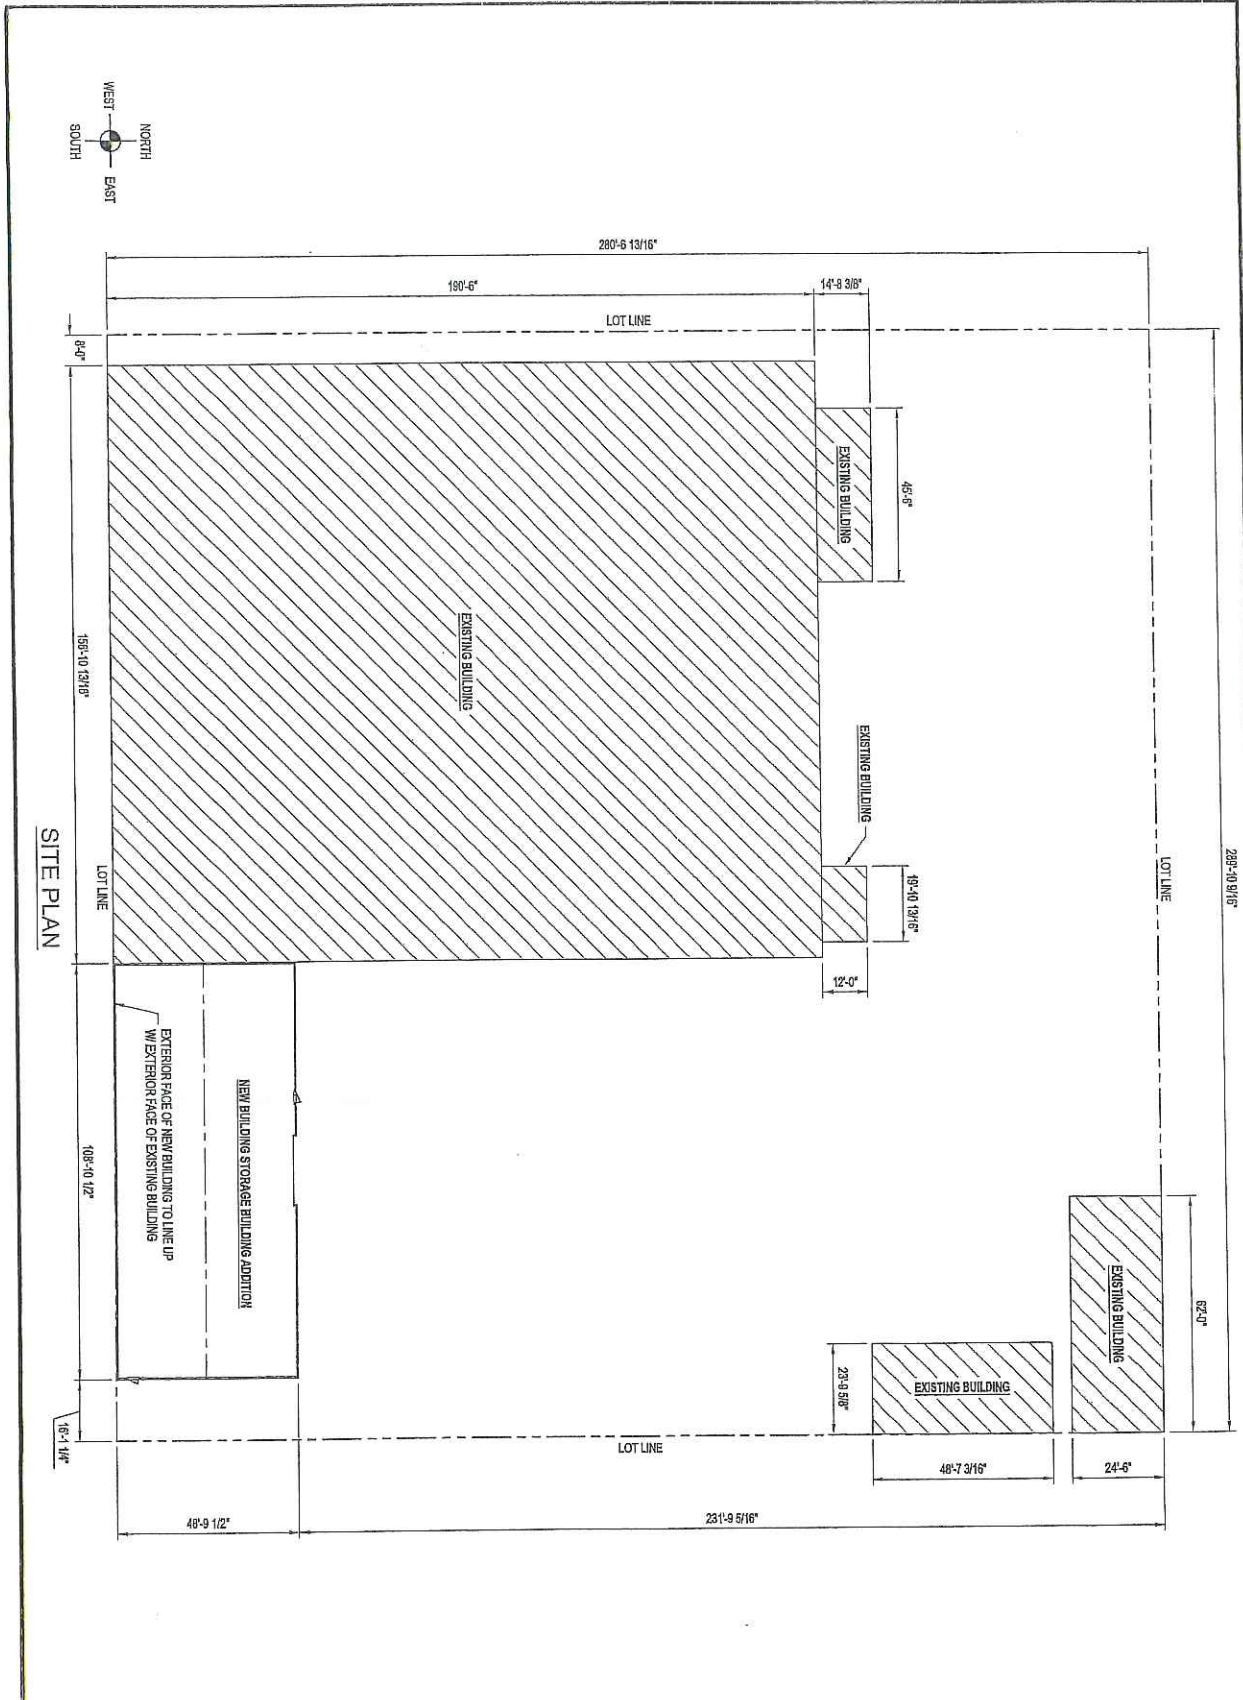 NORTH
WEST
EAST
SOUTH
289'-10 9/16"
LOT LINE
62'-0"
EXISTING BUILDING
24'-6"
EXISTING BUILDING
23'-9 5/8"
48'-7 3/16"
280'-6 13/16"
190'-6"
14'-8 3/8"
LOT LINE
45'-6"
EXISTING BUILDING
EXISTING BUILDING
19'-10 13/16"
12'-0"
EXISTING BUILDING
LOT LINE
231'-9 5/16"
48'-9 1/2"
NEW BUILDING STORAGE BUILDING ADDITION
EXTERIOR FACE OF NEW BUILDING TO LINE UP
W/ EXTERIOR FACE OF EXISTING BUILDING
LOT LINE
8'-0"
108'-10 1/2"
16'-1 1/4"
SITE PLAN